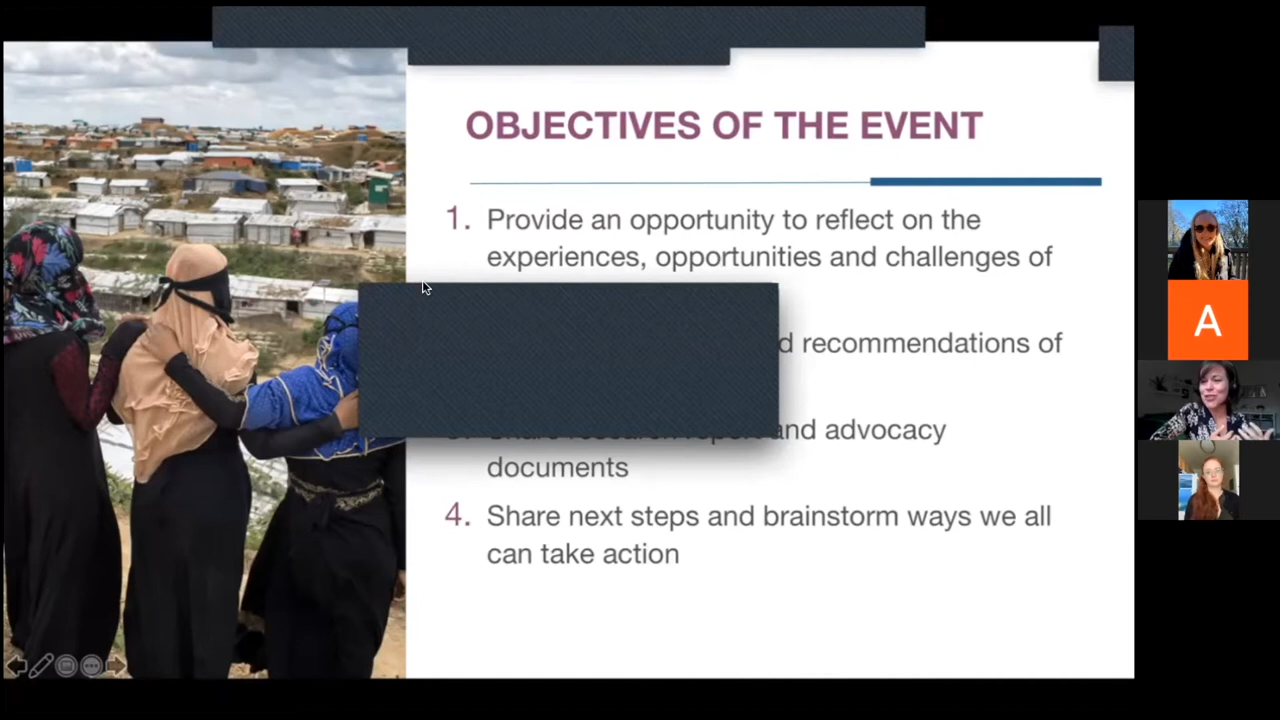 OBJECTIVES OF THE EVENT
1. Provide an opportunity to reflect on the
experiences, opportunities and challenges of
recommendations of
and advocacy
documents
4. Share next steps and brainstorm ways we all
can take action
A